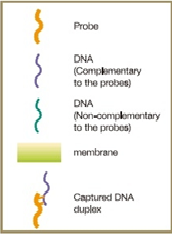 Probe
DNA
(Complementary
to the probes)
DNA
(Non-complementary
to the probes)
membrane
Captured DNA
duplex